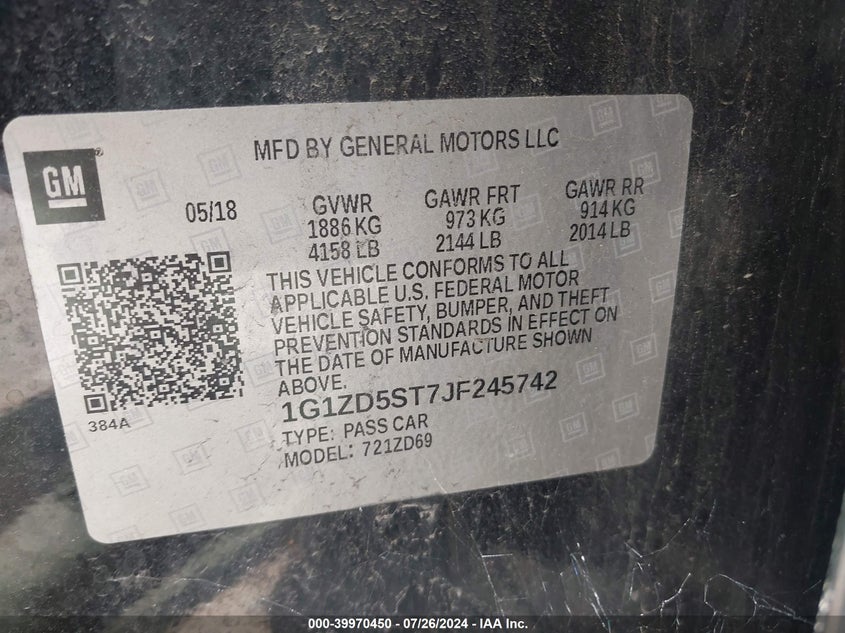 MFD BY GENERAL MOTORS LLC
GM®
05/18 GVWR GAWR FRT GAWR RR
1886 KG 973 KG 914 KG
4158 LB 2144 LB 2014 LB
THIS VEHICLE CONFORMS TO ALL
APPLICABLE U.S. FEDERAL MOTOR
VEHICLE SAFETY, BUMPER, AND THEFT
PREVENTION STANDARDS IN EFFECT ON
THE DATE OF MANUFACTURE SHOWN
ABOVE.
1G1ZD5ST7JF245742
384A
TYPE: PASS CAR
MODEL: 721ZD69
000-39970450 - 07/26/2024 - IAA Inc.